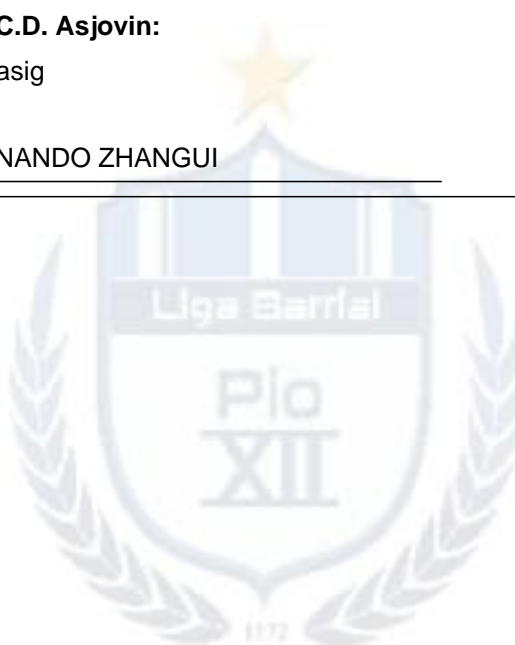 C.D. Asjovin:
asig
NANDO ZHANGUI
Liga Barrial
Pio
XII